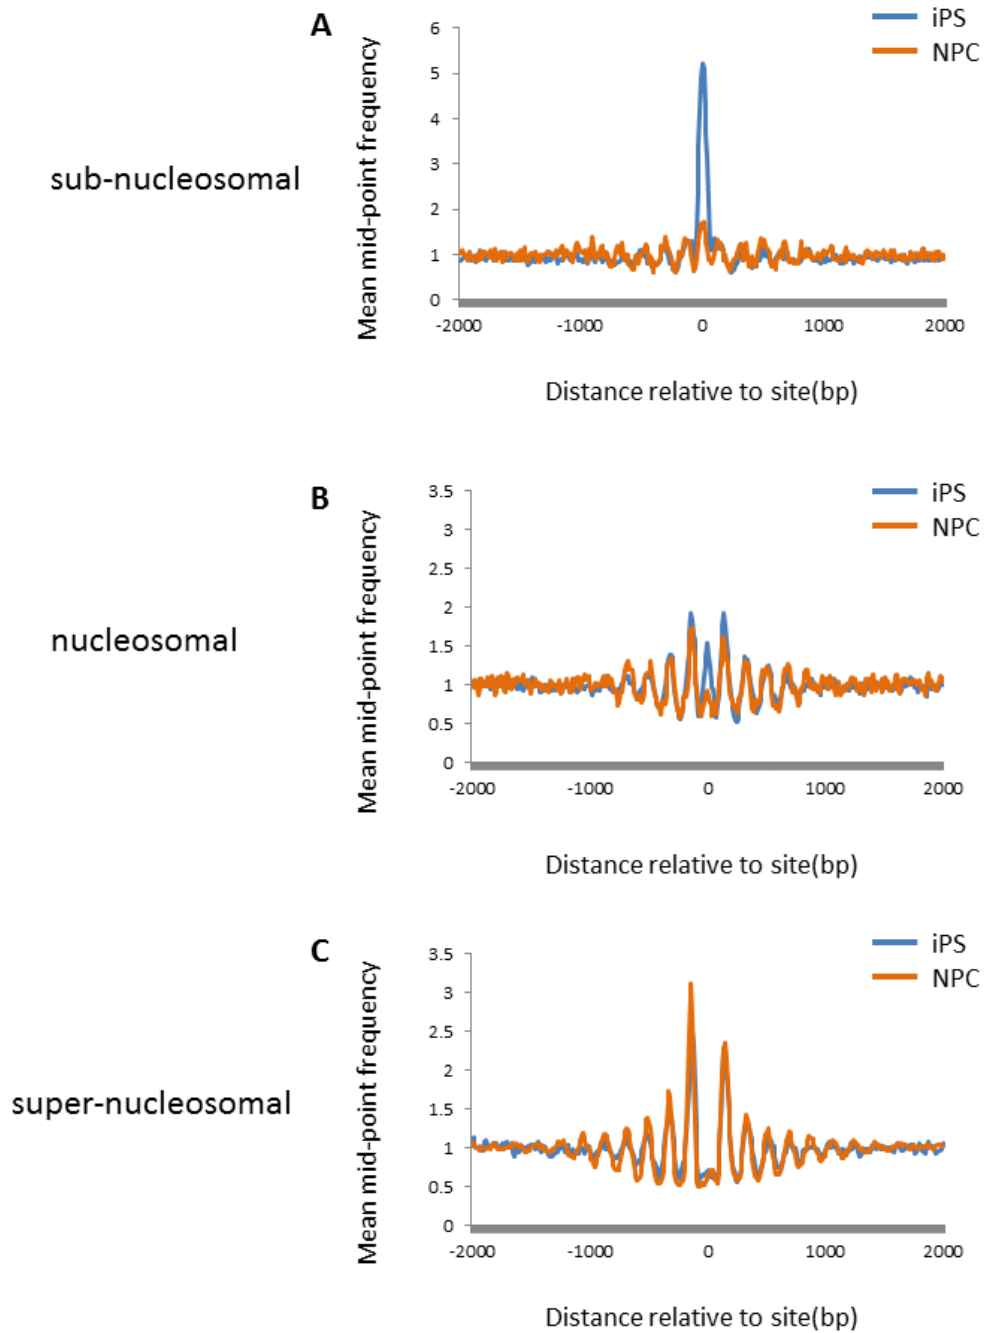 A
iPS
NPC
Mean mid-point frequency
6
5
4
3
2
1
0
-2000
-1000
0
1000
2000
Distance relative to site(bp)
sub-nucleosomal
B
iPS
NPC
Mean mid-point frequency
3.5
3
2.5
2
1.5
1
0.5
0
-2000
-1000
0
1000
2000
Distance relative to site(bp)
nucleosomal
C
iPS
NPC
Mean mid-point frequency
3.5
3
2.5
2
1.5
1
0.5
0
-2000
-1000
0
1000
2000
Distance relative to site(bp)
super-nucleosomal